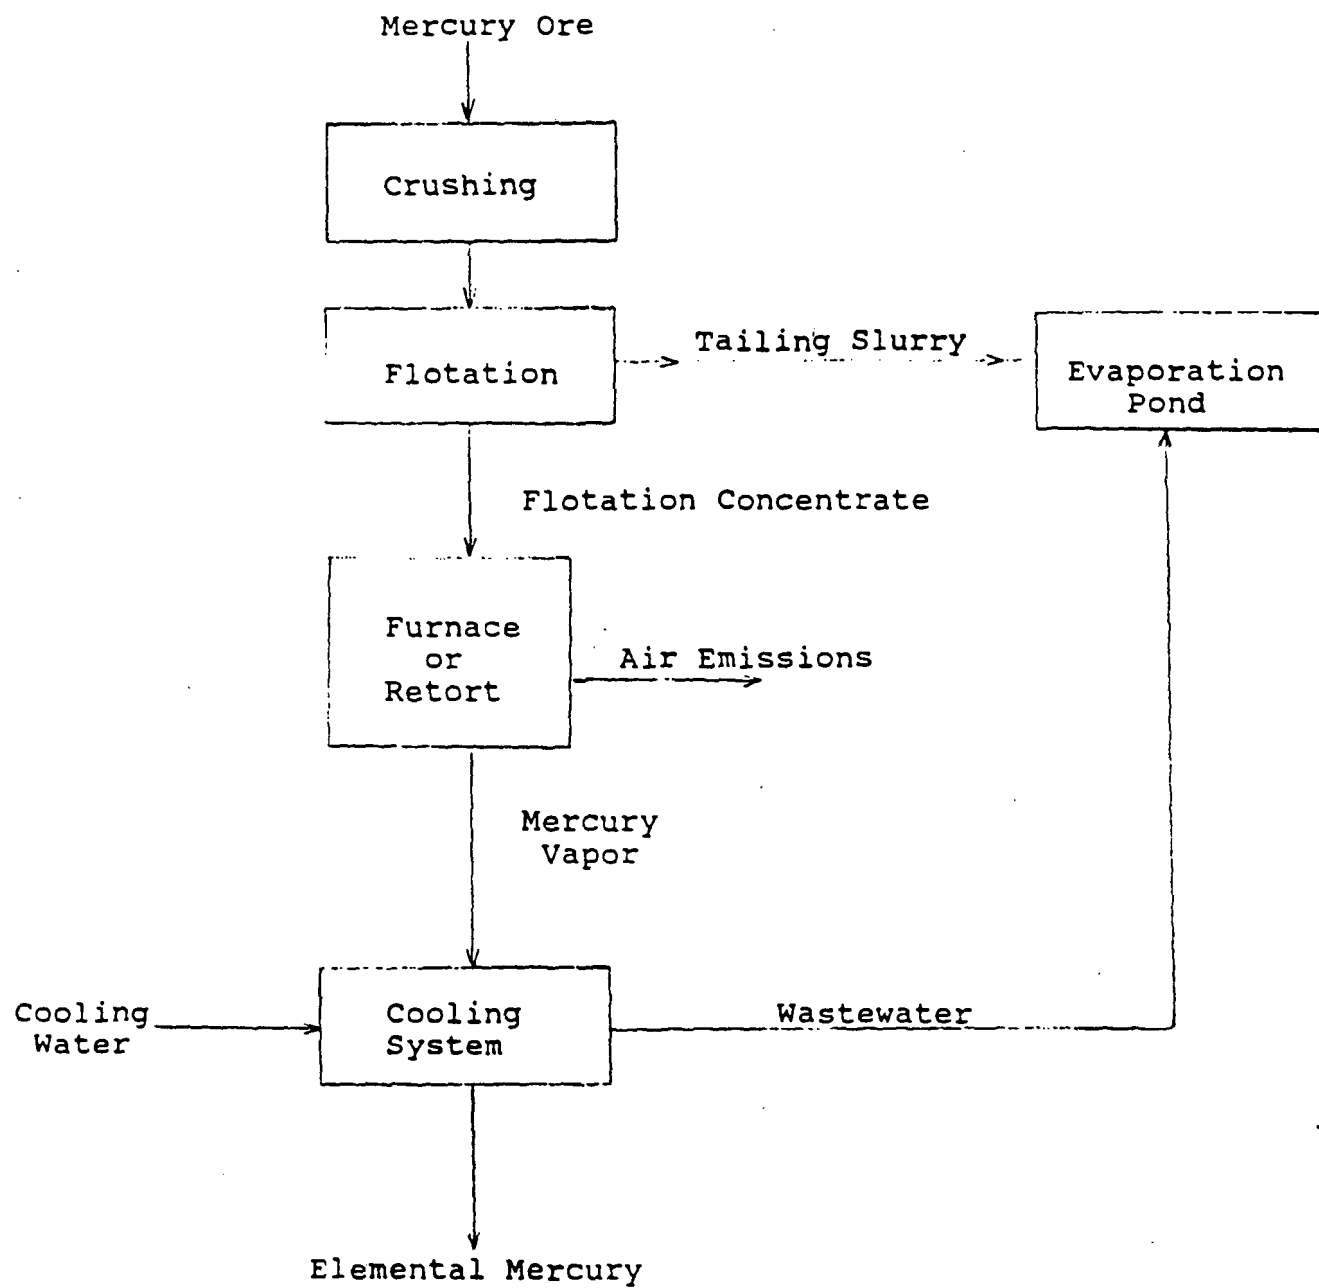 Mercury Ore
Crushing
Flotation
Tailing Slurry
Evaporation
Pond
Flotation Concentrate
Furnace
or
Retort
Air Emissions
Mercury
Vapor
Cooling
Water
Cooling
System
Wastewater
Elemental Mercury